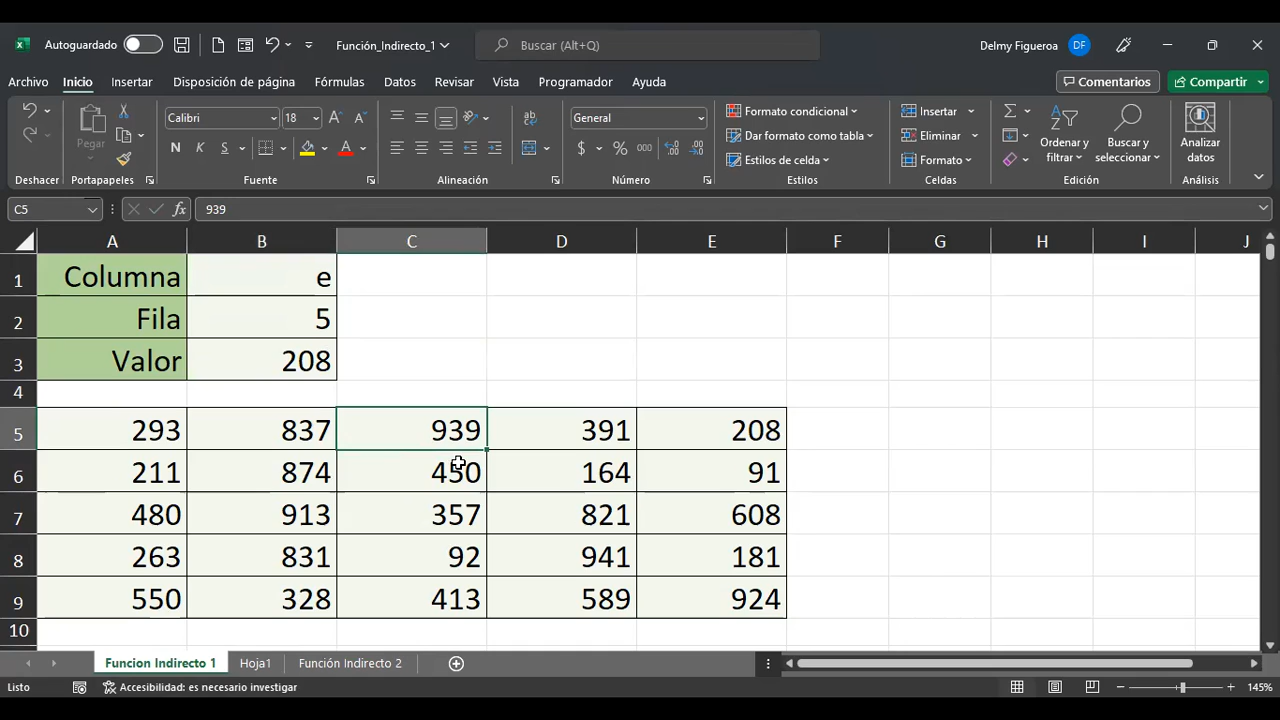 Autoguardado Función_Indirecto_1 Buscar (Alt+Q) Delmy Figueroa DF
Archivo Inicio Insertar Disposición de página Fórmulas Datos Revisar Vista Programador Ayuda Comentarios Compartir
Pegar Calibri 18 General Formato condicional Insertar Ordenar y filtrar Buscar y seleccionar Analizar datos
N K S $ % 000 Dar formato como tabla Eliminar
Estilos de celda Formato
Deshacer Portapapeles Fuente Alineación Número Estilos Celdas Edición Análisis
C5 fx 939
A B C D E F G H I J
1 Columna e
2 Fila 5
3 Valor 208
4
5 293 837 939 391 208
6 211 874 450 164 91
7 480 913 357 821 608
8 263 831 92 941 181
9 550 328 413 589 924
10
Funcion Indirecto 1 Hoja1 Función Indirecto 2
Listo Accesibilidad: es necesario investigar 145%